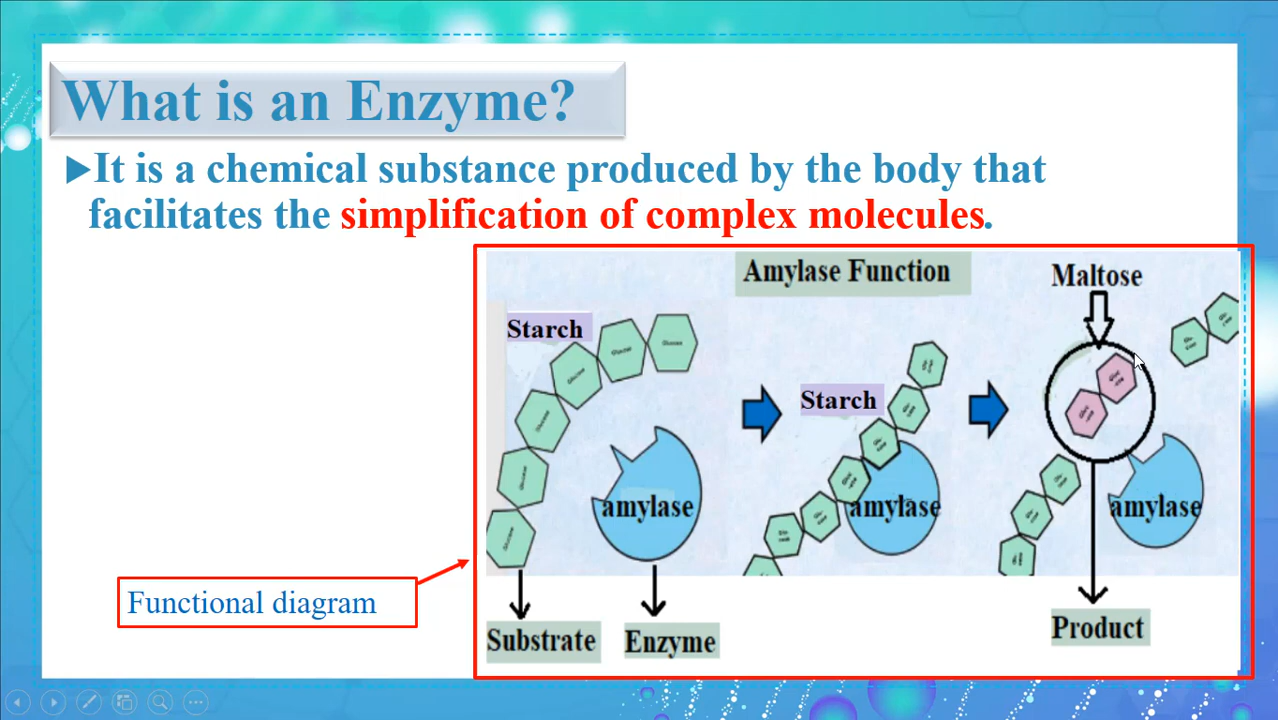 What is an Enzyme?
It is a chemical substance produced by the body that
facilitates the simplification of complex molecules.
Amylase Function
Maltose
Starch
Starch
amylase
amylase
amylase
Functional diagram
Substrate
Enzyme
Product